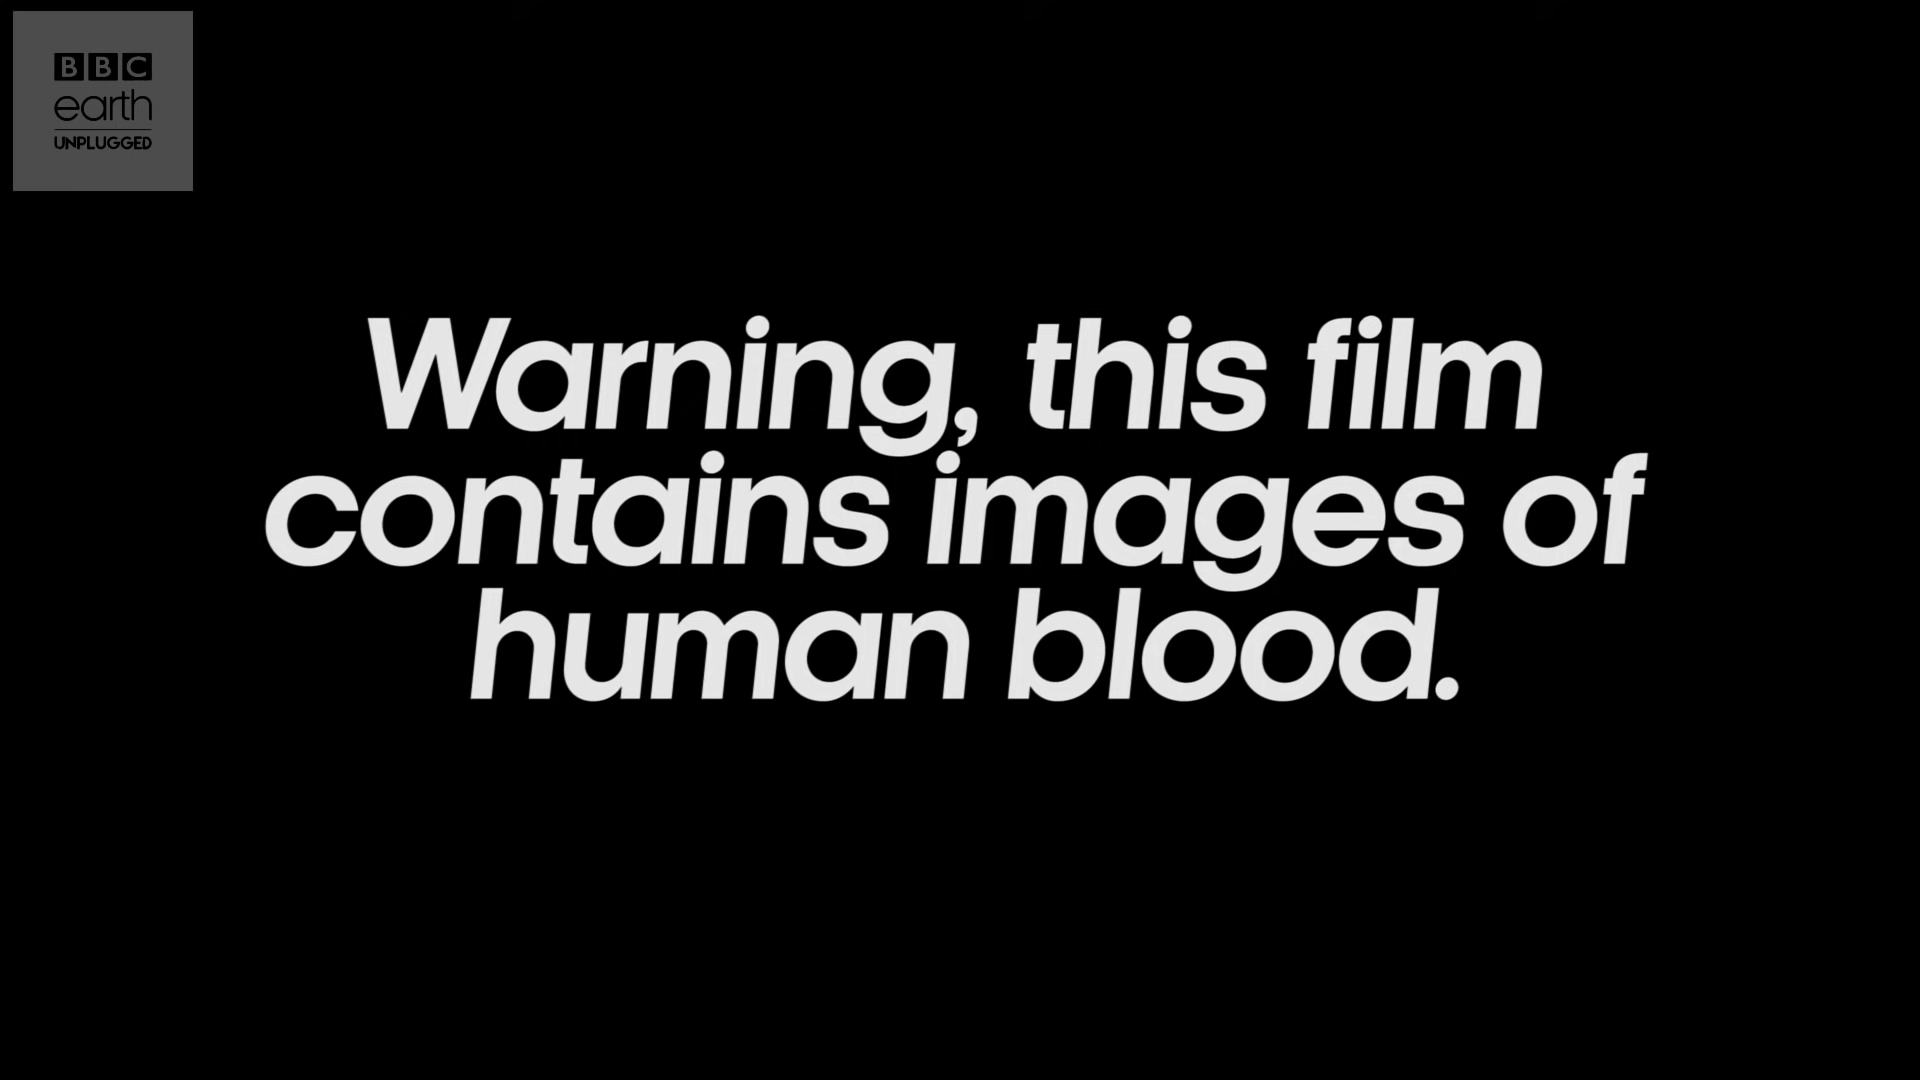 BBC
earth
UNPLUGGED
Warning, this film
contains images of
human blood.